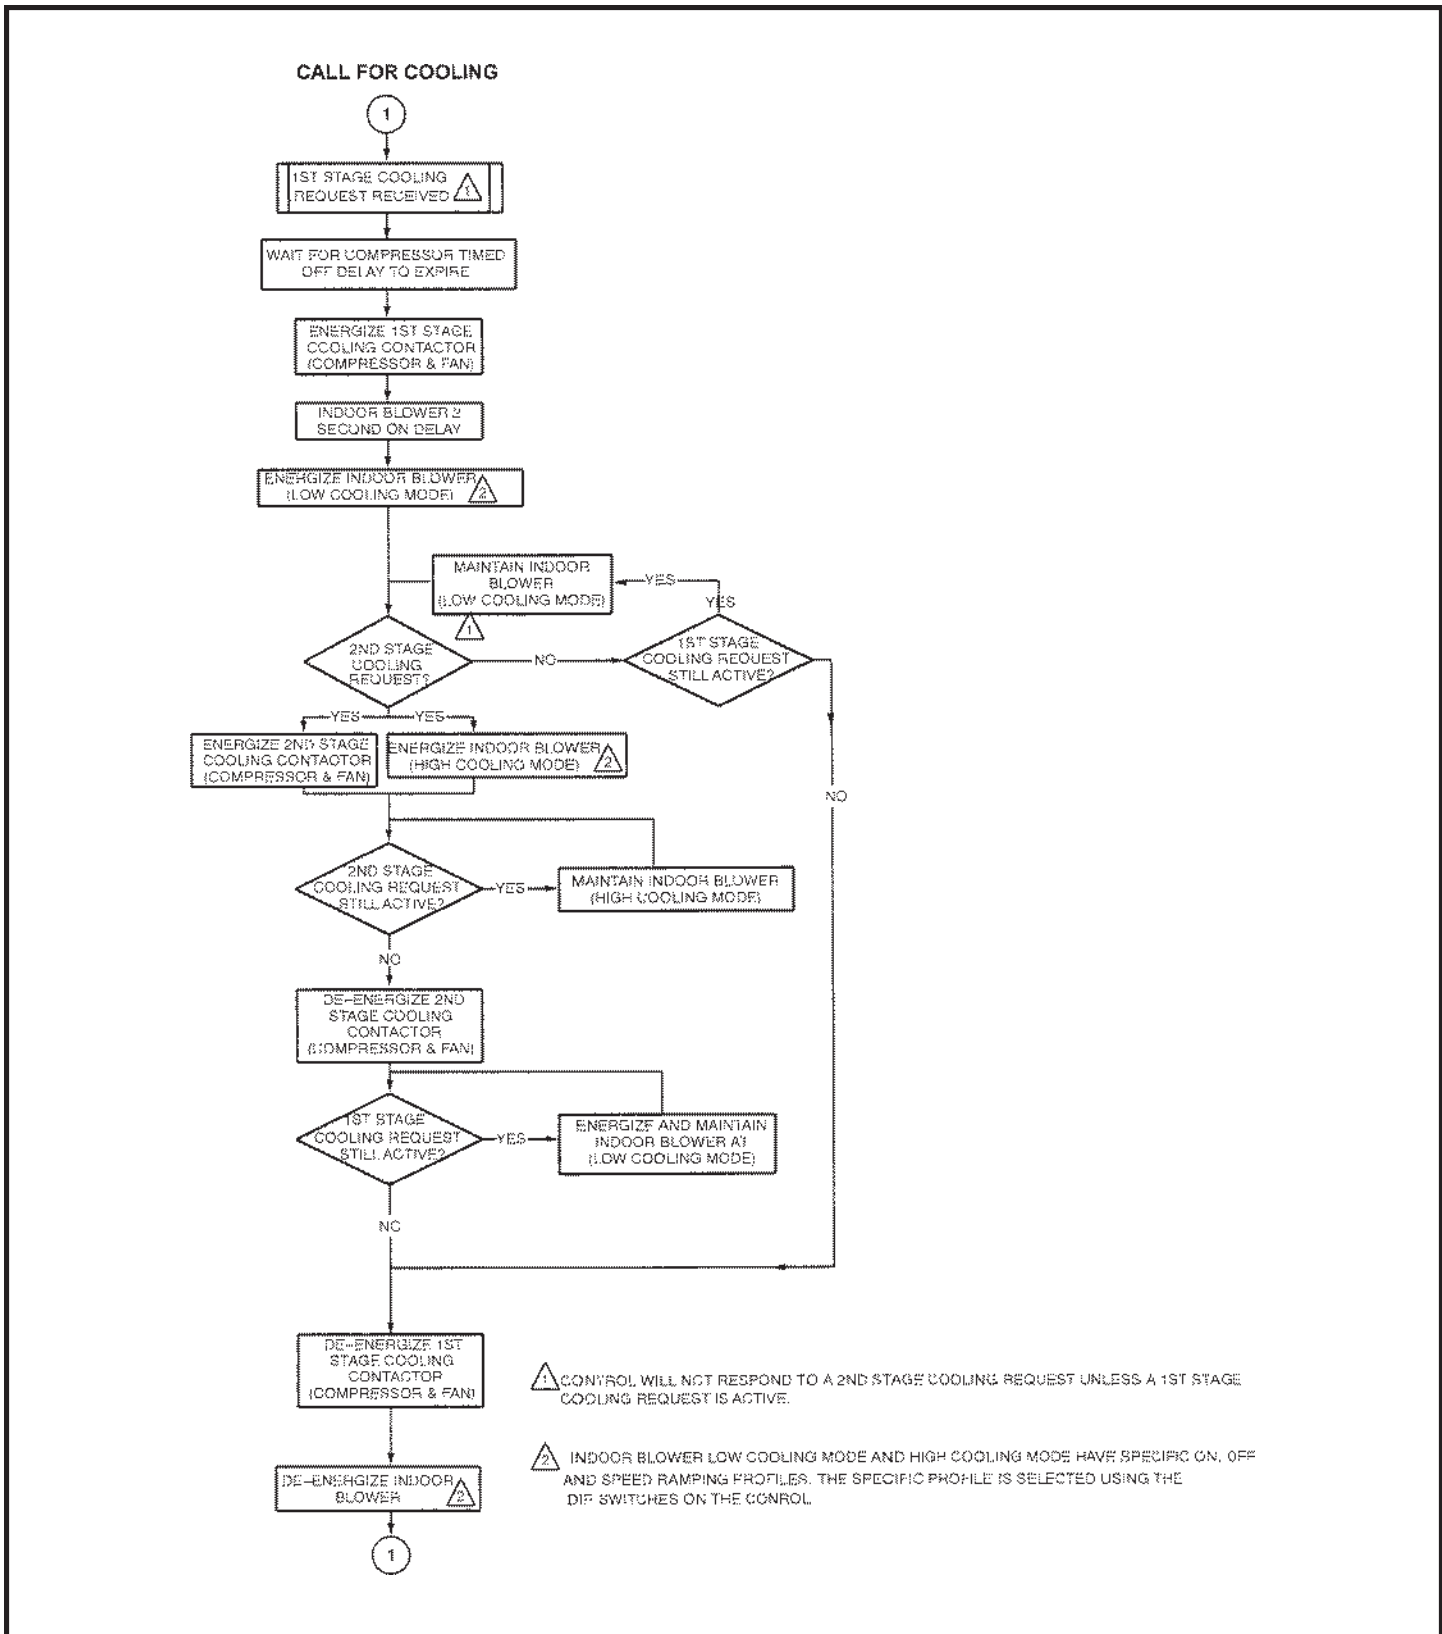 CALL FOR COOLING
1
1ST STAGE COOLING
REQUEST RECEIVED 1
WAIT FOR COMPRESSOR TIMED
OFF DELAY TO EXPIRE
ENERGIZE 1ST STAGE
COOLING CONTACTOR
(COMPRESSOR & FAN)
INDOOR BLOWER 2
SECOND ON DELAY
ENERGIZE INDOOR BLOWER
(LOW COOLING MODE) 2
MAINTAIN INDOOR
BLOWER
(LOW COOLING MODE)
1
YES
YES
2ND STAGE
COOLING
REQUEST?
NO
1ST STAGE
COOLING REQUEST
STILL ACTIVE?
YES YES
ENERGIZE 2ND STAGE
COOLING CONTACTOR
(COMPRESSOR & FAN)
ENERGIZE INDOOR BLOWER
(HIGH COOLING MODE) 2
NO
2ND STAGE
COOLING REQUEST
STILL ACTIVE?
YES
MAINTAIN INDOOR BLOWER
(HIGH COOLING MODE)
NO
DE-ENERGIZE 2ND
STAGE COOLING
CONTACTOR
(COMPRESSOR & FAN)
1ST STAGE
COOLING REQUEST
STILL ACTIVE?
YES
ENERGIZE AND MAINTAIN
INDOOR BLOWER AT
(LOW COOLING MODE)
NO
DE-ENERGIZE 1ST
STAGE COOLING
CONTACTOR
(COMPRESSOR & FAN)
DE-ENERGIZE INDOOR
BLOWER 2
1
1 CONTROL WILL NOT RESPOND TO A 2ND STAGE COOLING REQUEST UNLESS A 1ST STAGE
COOLING REQUEST IS ACTIVE.
2 INDOOR BLOWER LOW COOLING MODE AND HIGH COOLING MODE HAVE SPECIFIC ON, OFF
AND SPEED RAMPING PROFILES. THE SPECIFIC PROFILE IS SELECTED USING THE
DIP SWITCHES ON THE CONROL.